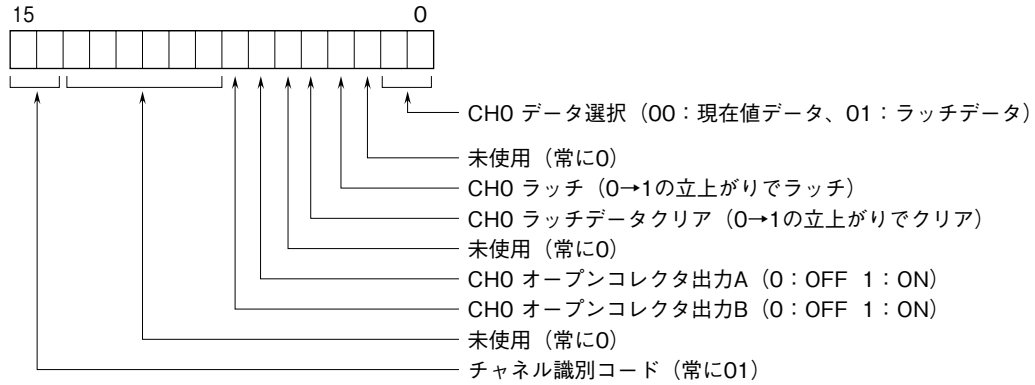 15 0
CH0 データ選択（00：現在値データ、01：ラッチデータ）
未使用（常に0）
CH0 ラッチ（0→1の立上がりでラッチ）
CH0 ラッチデータクリア（0→1の立上がりでクリア）
未使用（常に0）
CH0 オープンコレクタ出力A（0：OFF 1：ON）
CH0 オープンコレクタ出力B（0：OFF 1：ON）
未使用（常に0）
チャネル識別コード（常に01）